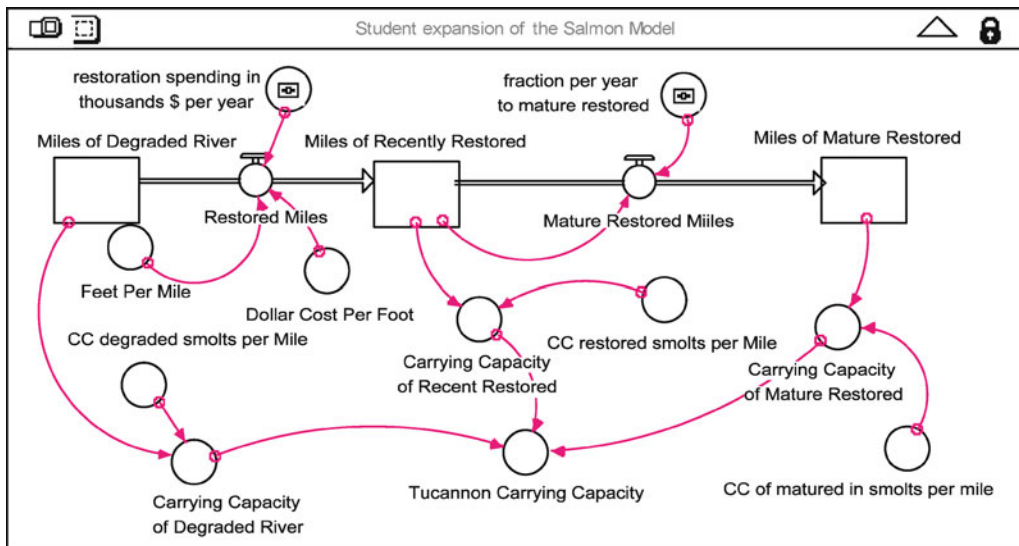 Student expansion of the Salmon Model
restoration spending in
thousands $ per year
fraction per year
to mature restored
Miles of Degraded River
Miles of Recently Restored
Miles of Mature Restored
Restored Miles
Mature Restored Miiles
Feet Per Mile
Dollar Cost Per Foot
CC degraded smolts per Mile
CC restored smolts per Mile
Carrying Capacity
of Recent Restored
Carrying Capacity
of Mature Restored
Carrying Capacity
of Degraded River
Tucannon Carrying Capacity
CC of matured in smolts per mile